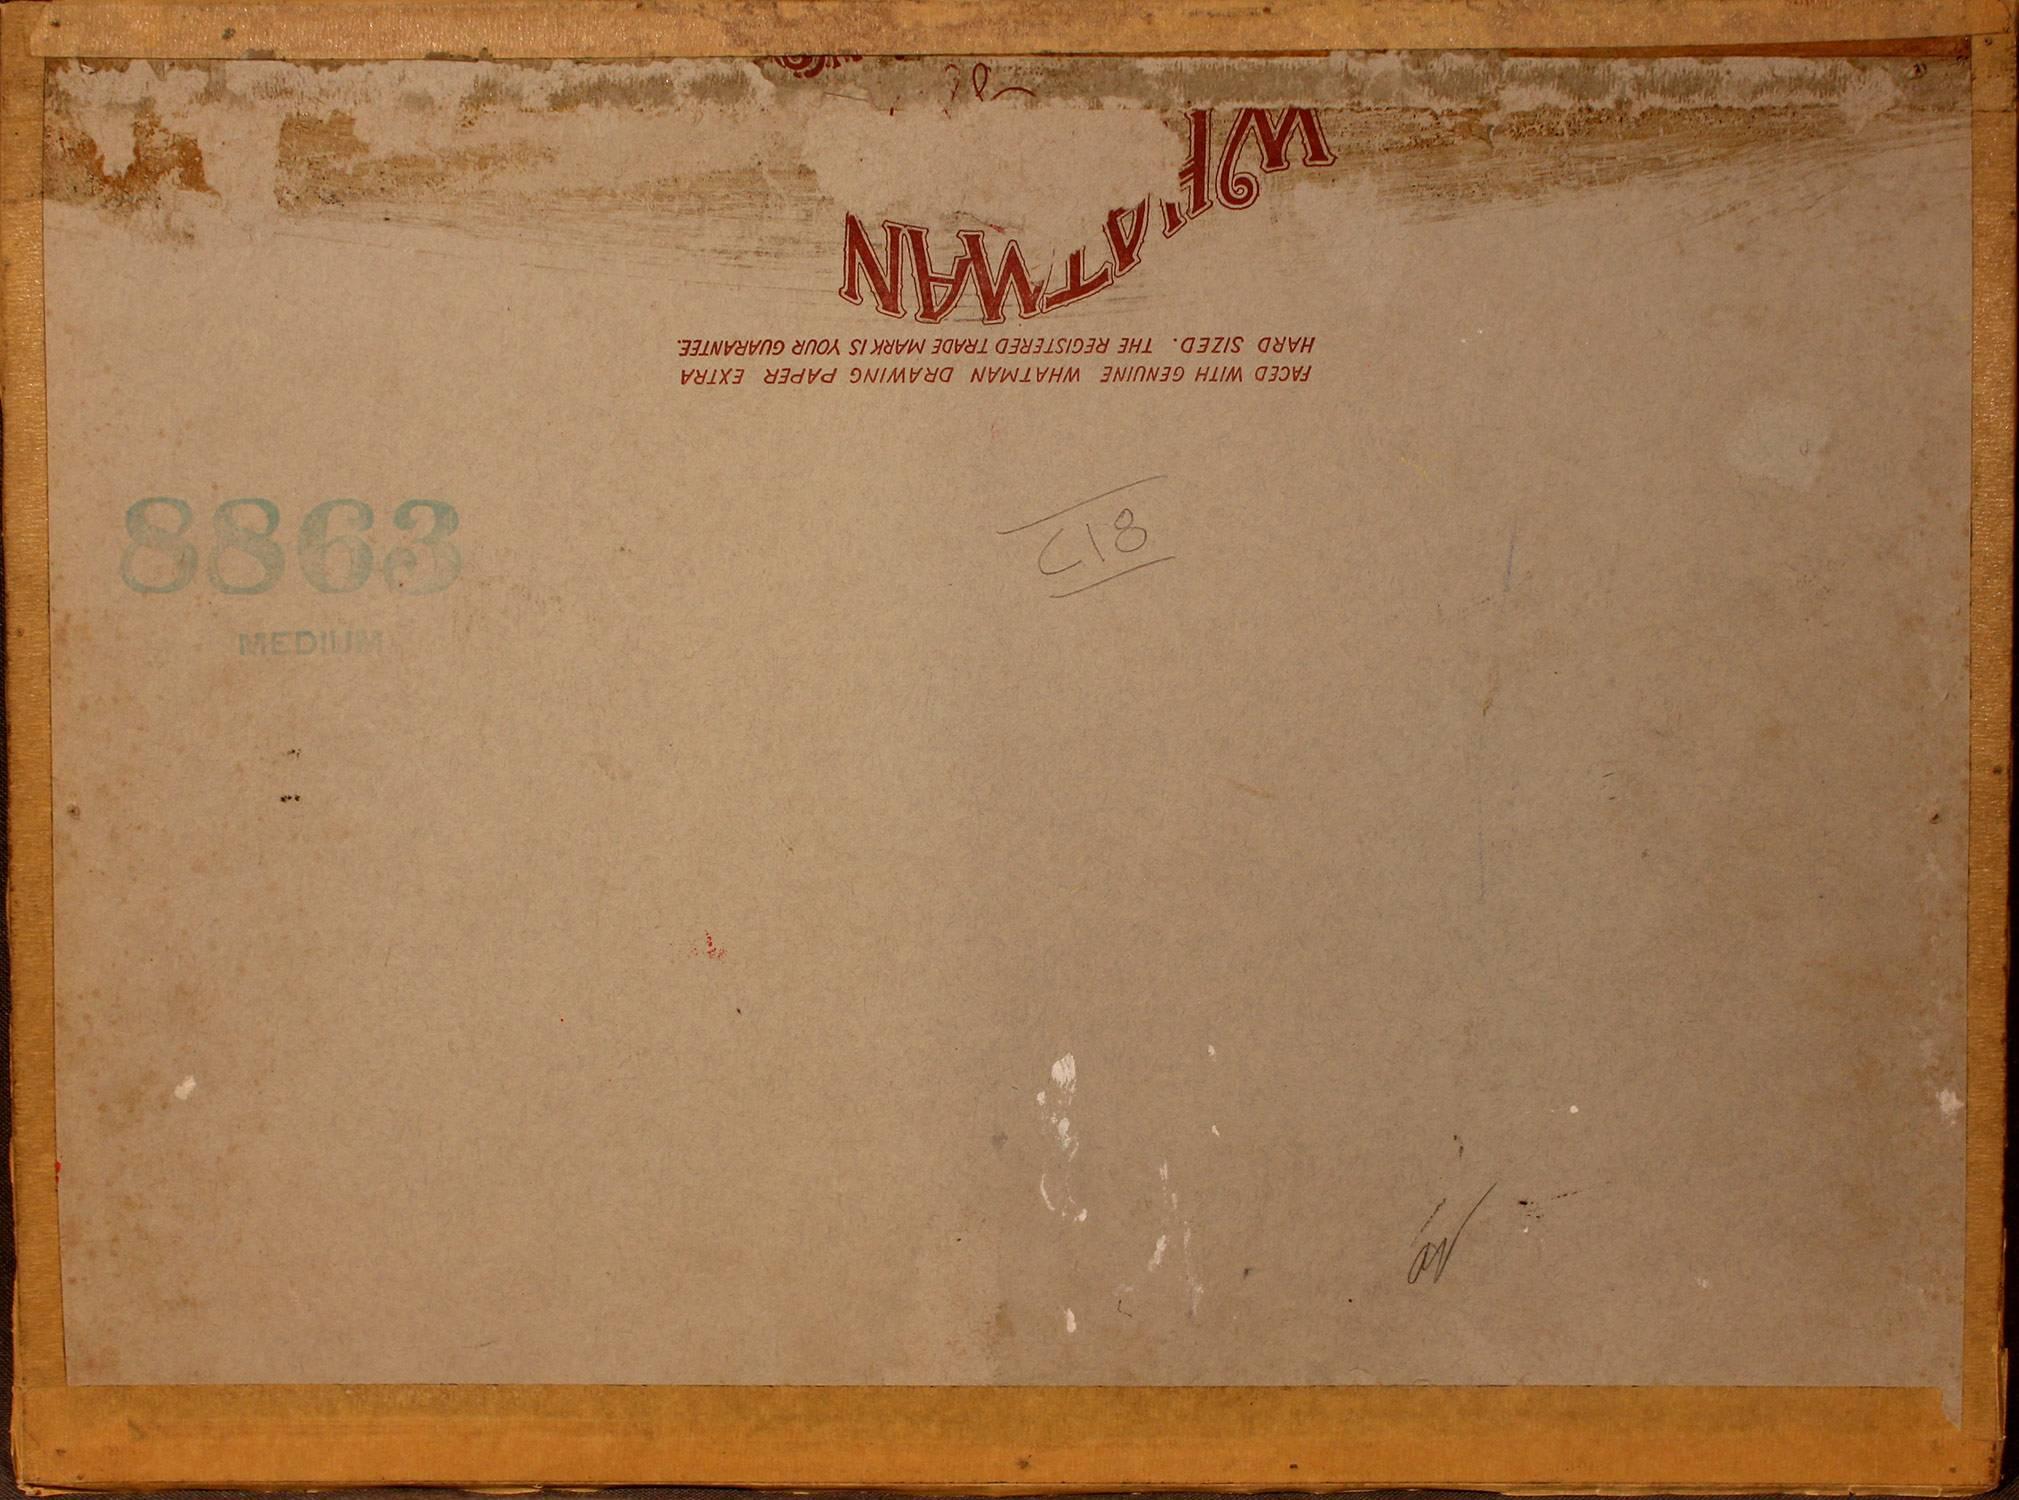 WHATMAN
FACED WITH GENUINE WHATMAN DRAWING PAPER EXTRA
HARD SIZED. THE REGISTERED TRADE MARK IS YOUR GUARANTEE.
8863
MEDIUM
C18